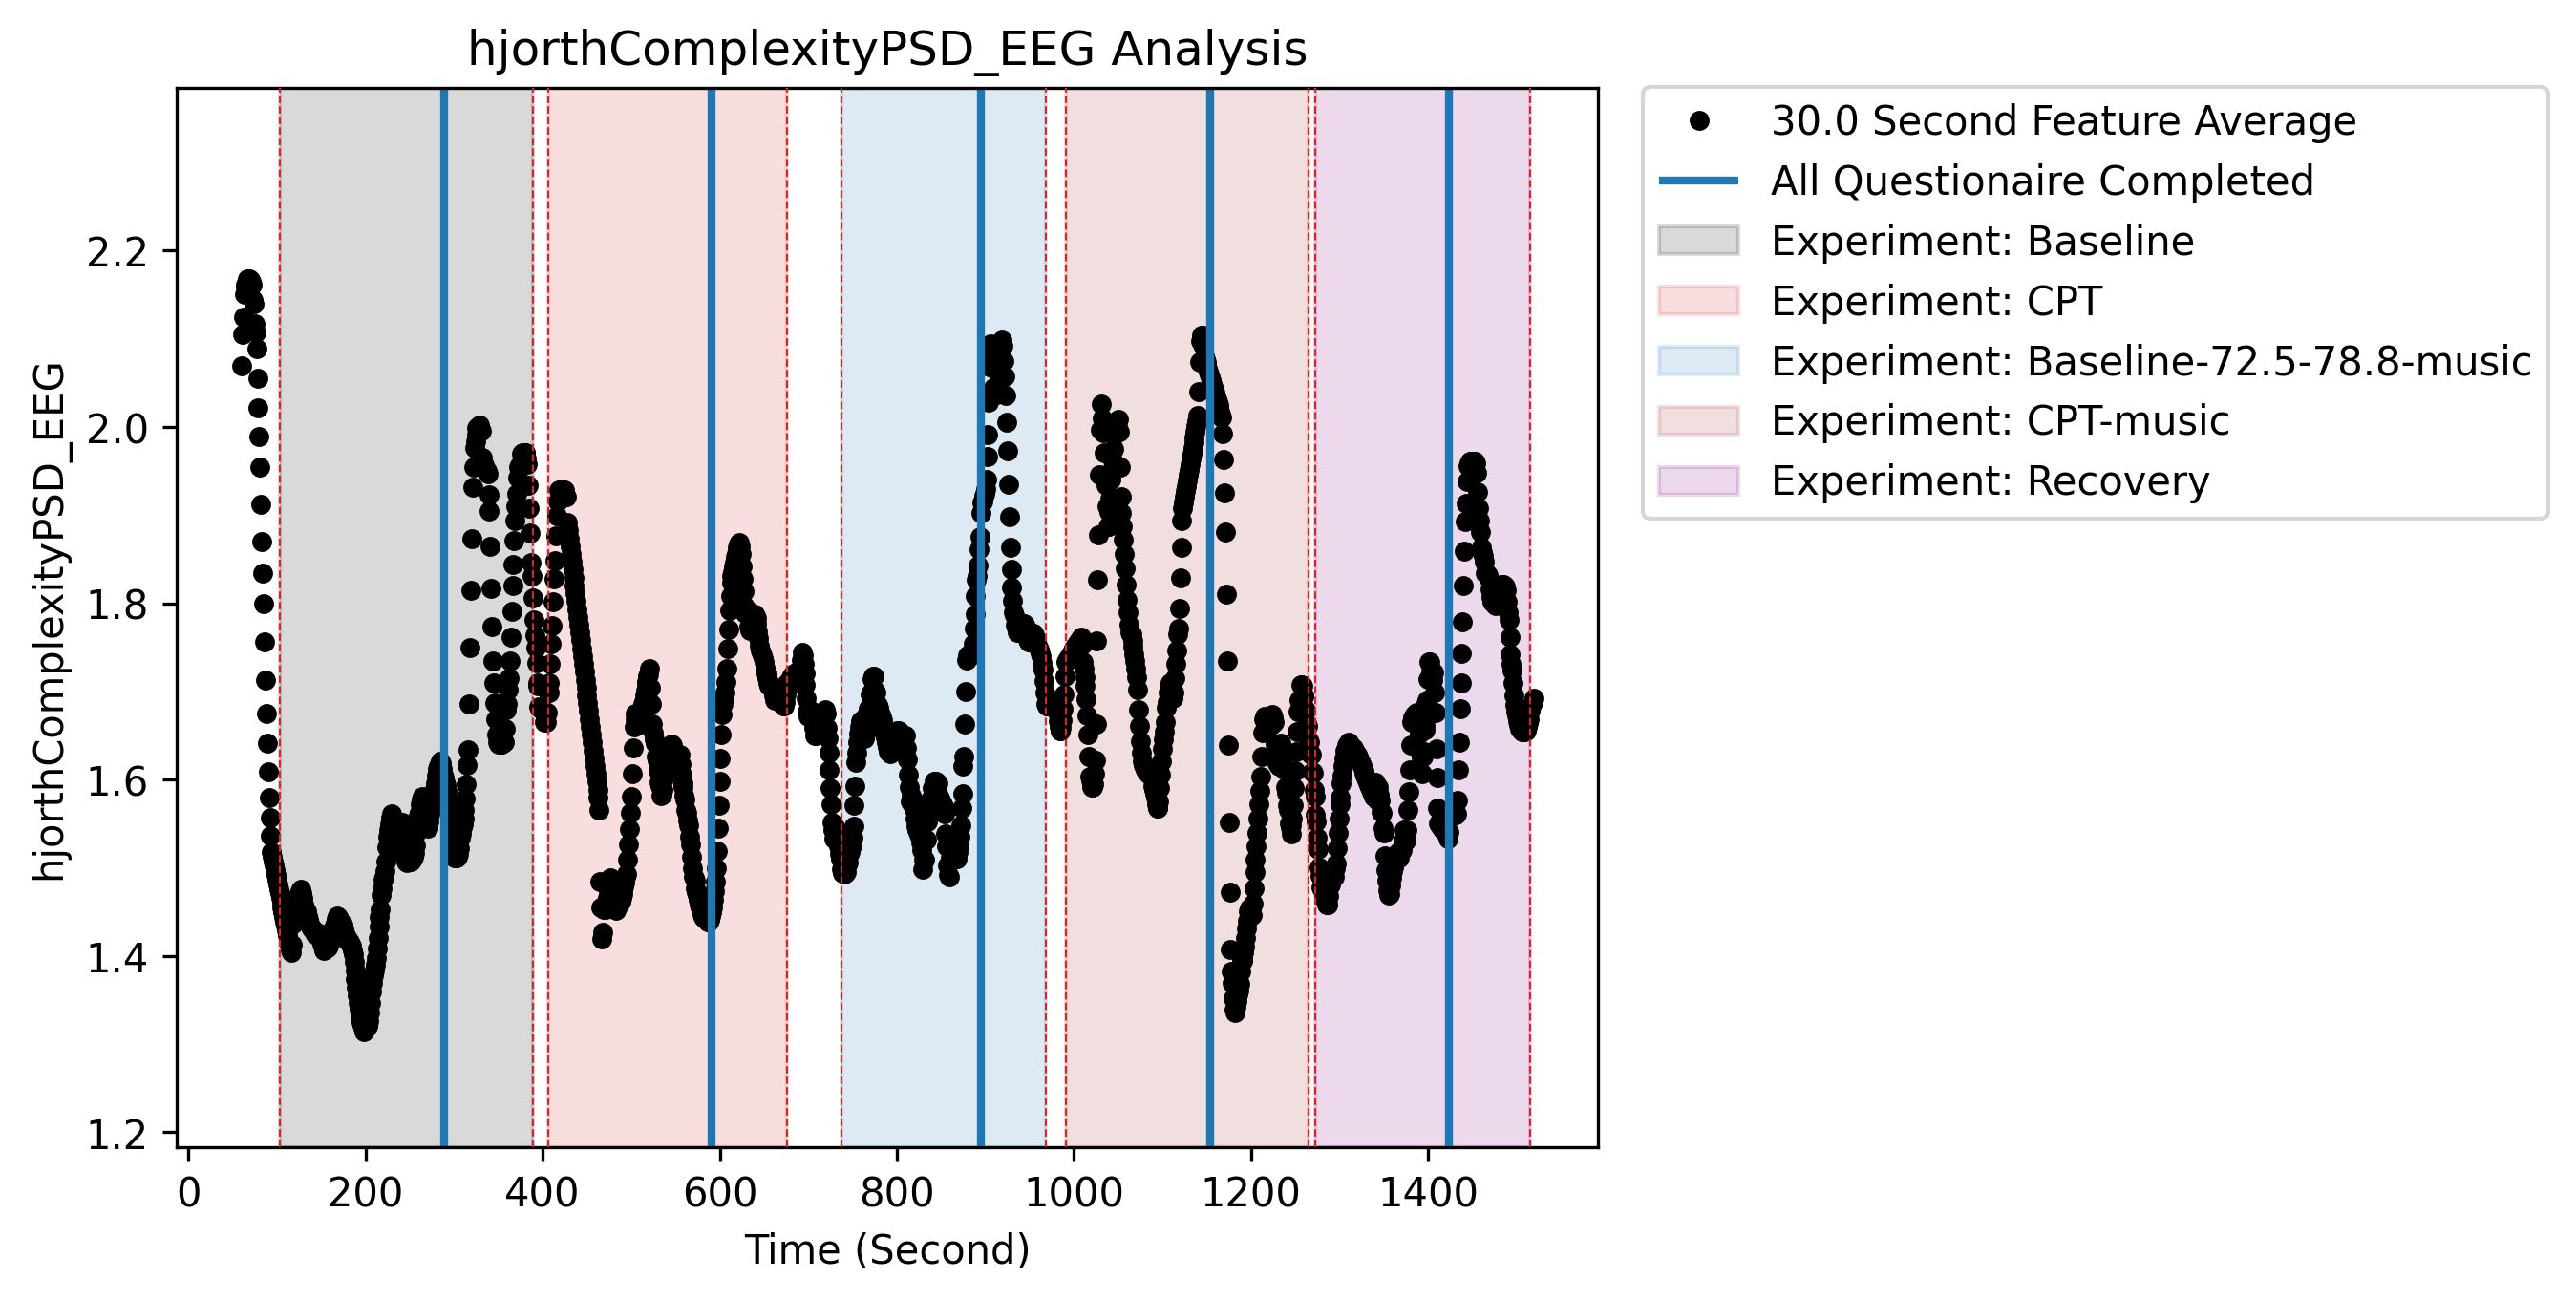 hjorthComplexityPSD_EEG Analysis
hjorthComplexityPSD_EEG
2.2
2.0
1.8
1.6
1.4
1.2
0 200 400 600 800 1000 1200 1400
Time (Second)
30.0 Second Feature Average
All Questionaire Completed
Experiment: Baseline
Experiment: CPT
Experiment: Baseline-72.5-78.8-music
Experiment: CPT-music
Experiment: Recovery